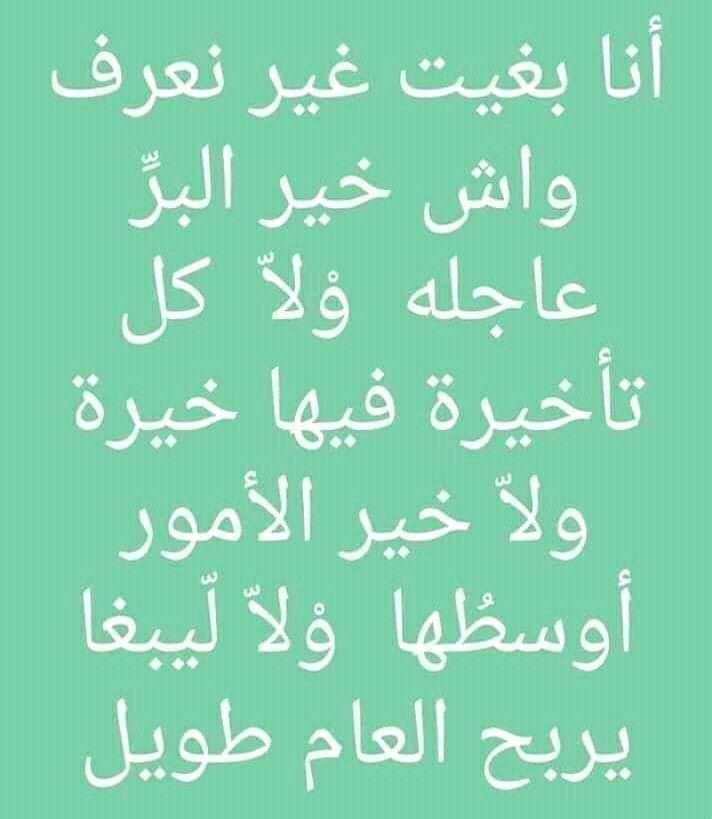 أنا بغيت غير نعرف
واش خير البرِّ
عاجله وْلاّ كل
تأخيرة فيها خيرة
ولاّ خير الأمور
أوسطُها وْلاّ لّيبغا
يربح العام طويل